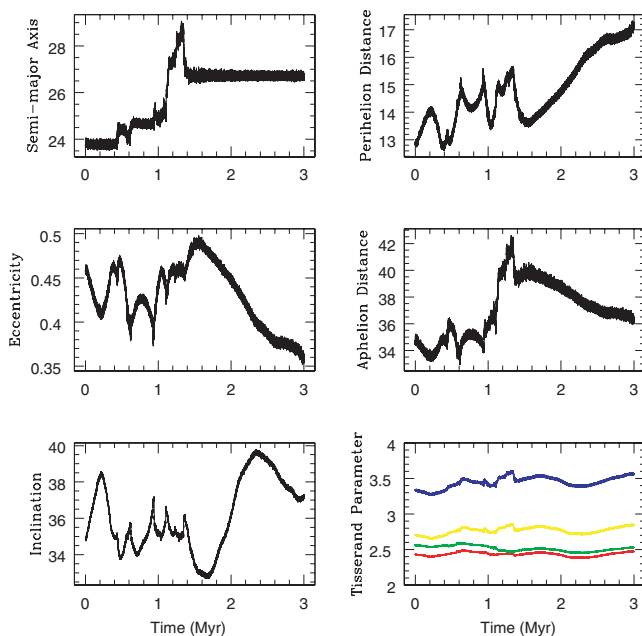 Semi-major Axis
28
26
24
0 1 2 3
Perihelion Distance
17
16
15
14
13
0 1 2 3
Eccentricity
0.5
0.45
0.4
0.35
0 1 2 3
Aphelion Distance
42
40
38
36
34
0 1 2 3
Inclination
40
38
36
34
0 1 2 3
Time (Myr)
Tisserand Parameter
4
3.5
3
2.5
2
0 1 2 3
Time (Myr)